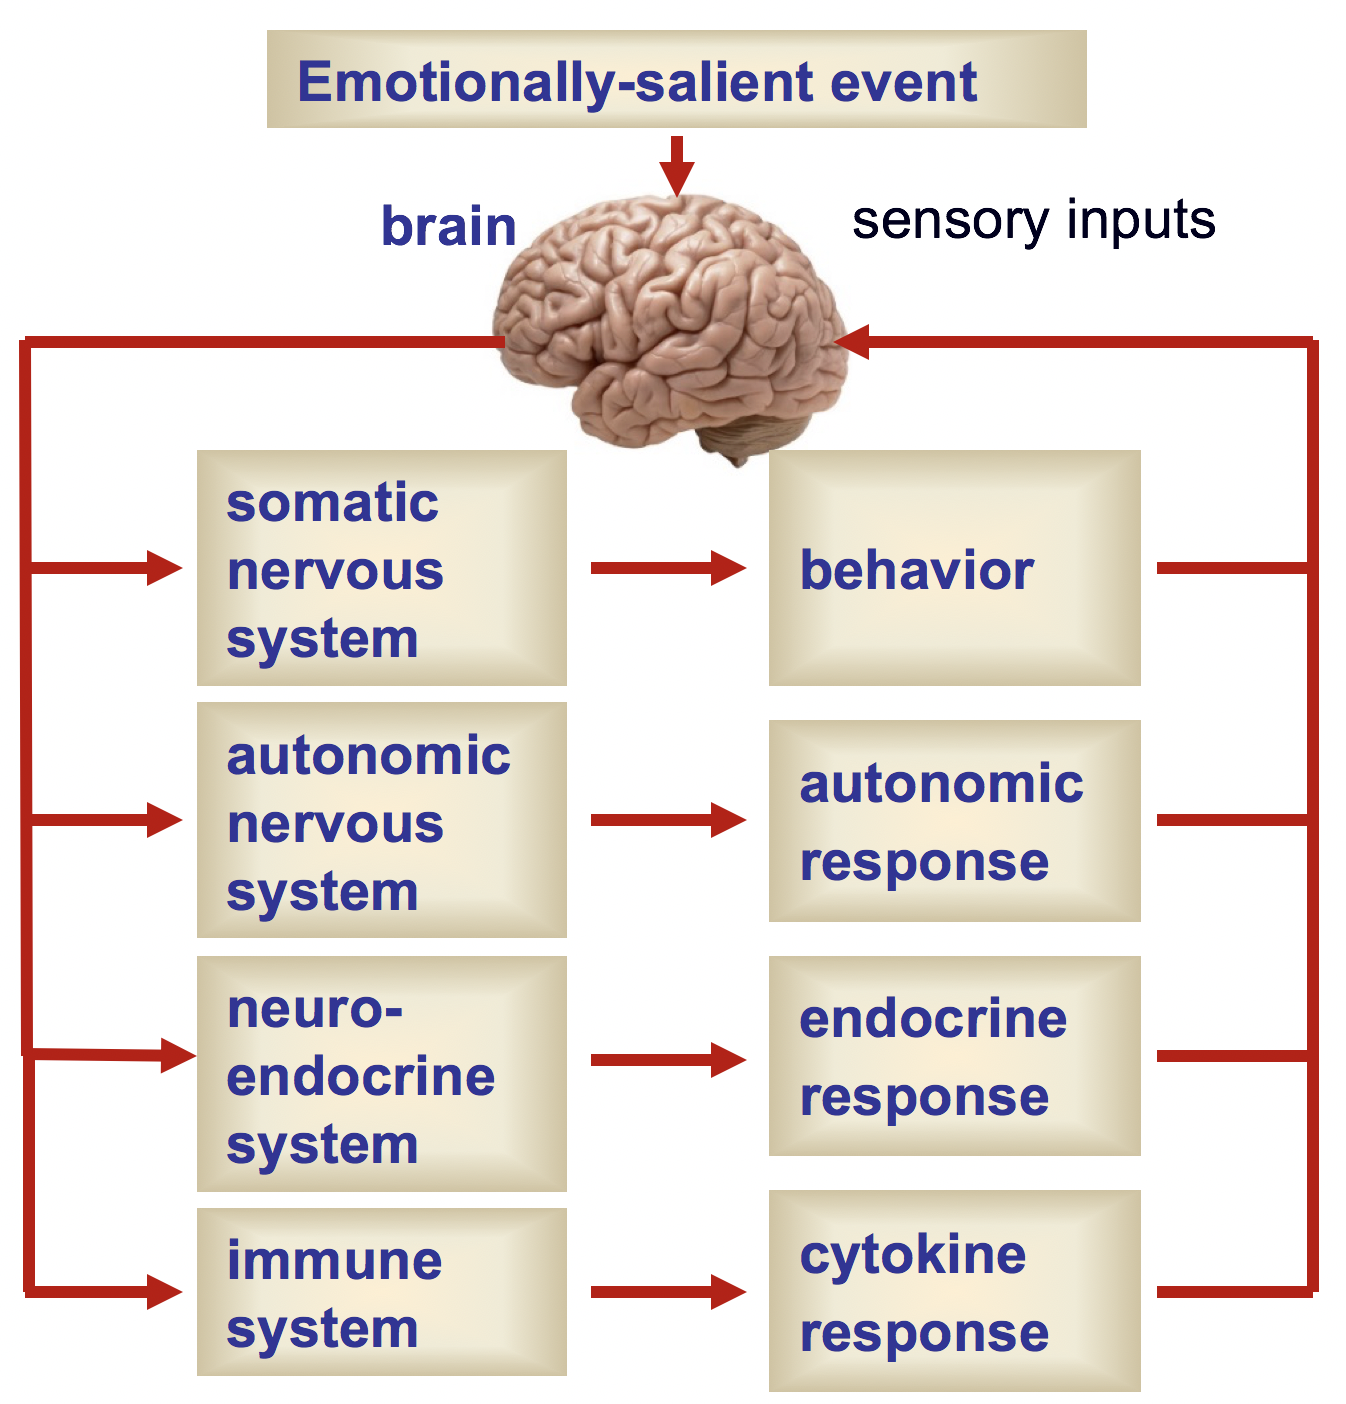 Emotionally-salient event
brain
sensory inputs
somatic
nervous
system
behavior
autonomic
nervous
system
autonomic
response
neuro-
endocrine
system
endocrine
response
immune
system
cytokine
response